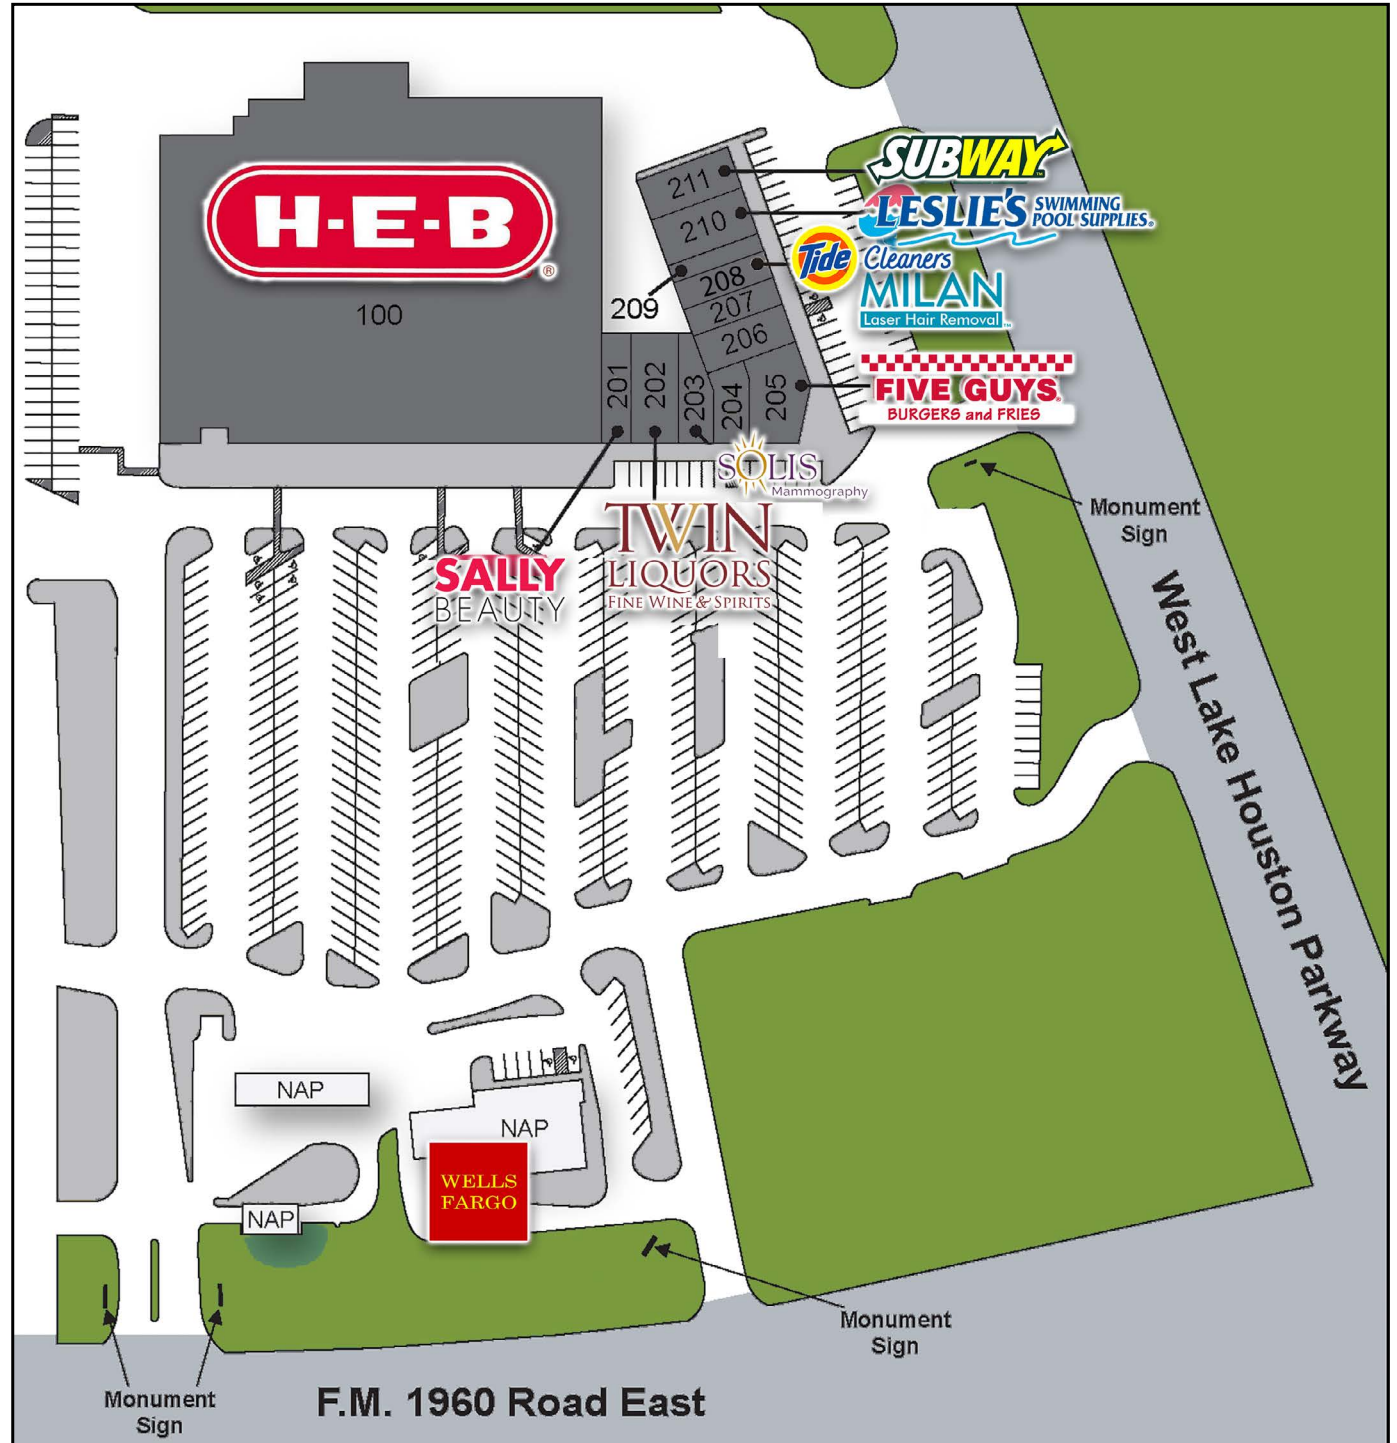 H-E-B
®
100
211
210
209
208
207
206
205
204
203
202
201
SUBWAY
LESLIE'S SWIMMING
POOL SUPPLIES®
Tide Cleaners
MILAN
Laser Hair Removal
FIVE GUYS
BURGERS and FRIES
SOLIS
Mammography
TWIN
LIQUORS
FINE WINE & SPIRITS
SALLY
BEAUTY
Monument
Sign
West Lake Houston Parkway
NAP
NAP
WELLS
FARGO
NAP
Monument
Sign
Monument
Sign
F.M. 1960 Road East